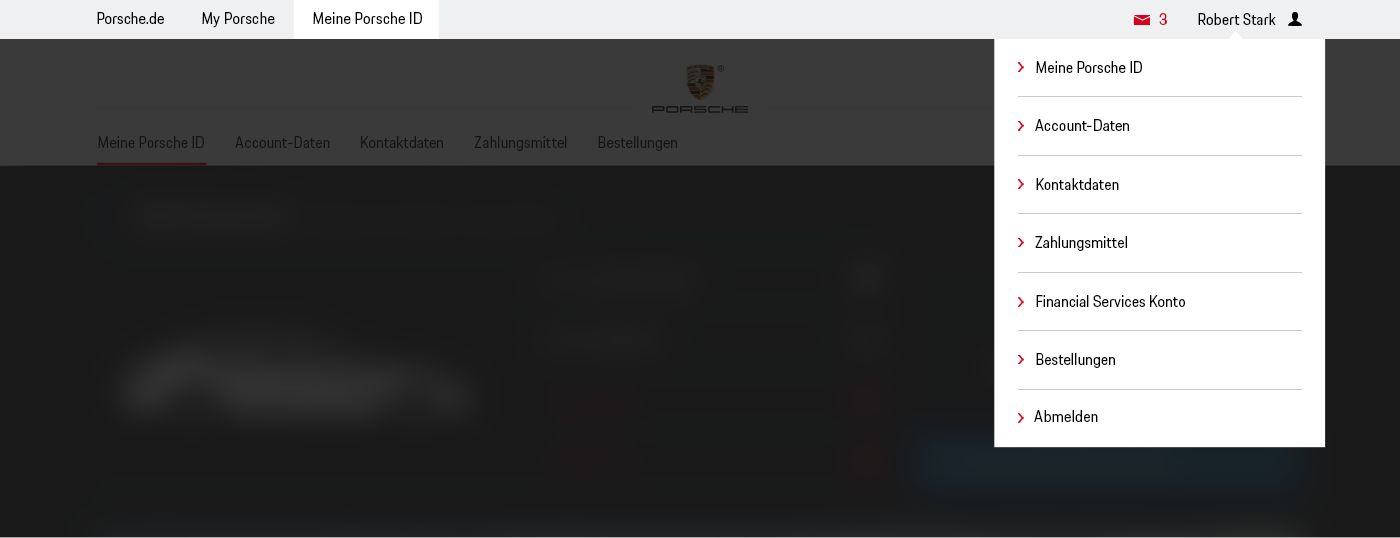 Porsche.de My Porsche Meine Porsche ID 3 Robert Stark
®
PORSCHE
Meine Porsche ID Account-Daten Kontaktdaten Zahlungsmittel Bestellungen
Meine Porsche ID
Account-Daten
Kontaktdaten
Zahlungsmittel
Financial Services Konto
Bestellungen
Abmelden